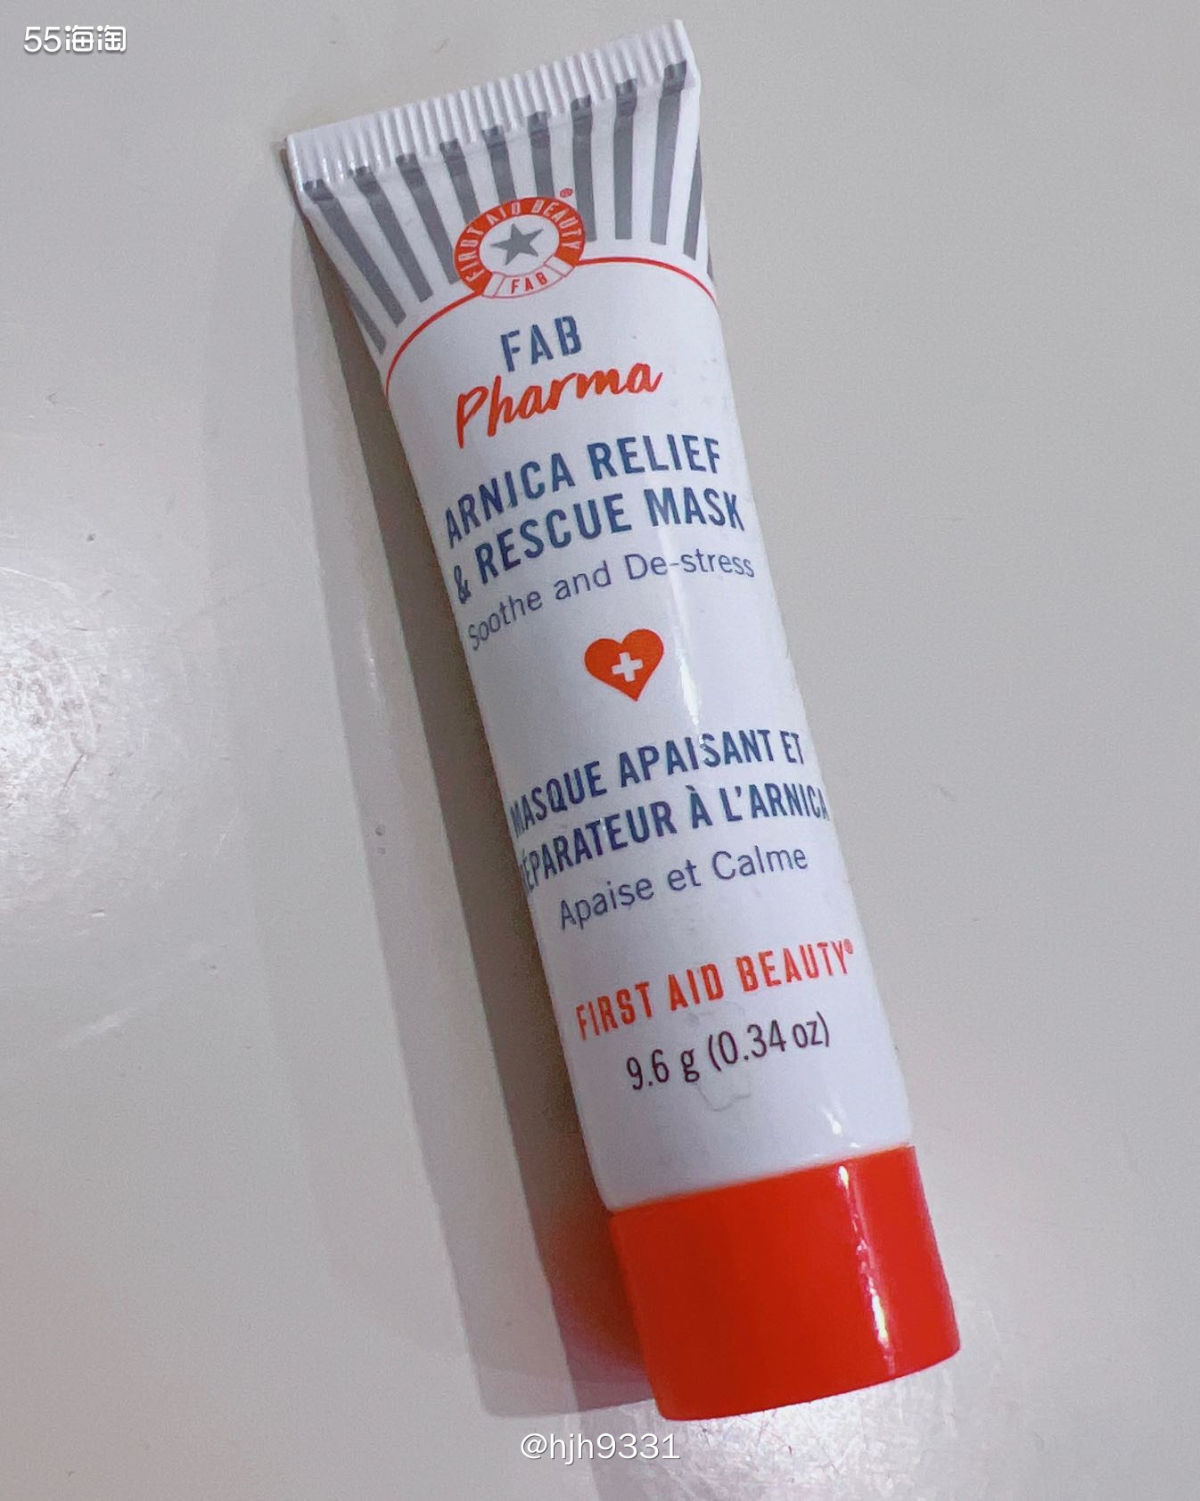 55海淘
FIRST AID BEAUTY®
FAB
FAB
Pharma
ARNICA RELIEF
& RESCUE MASK
Soothe and De-stress
MASQUE APAISANT ET
RÉPARATEUR À L'ARNICA
Apaise et Calme
FIRST AID BEAUTY®
9.6 g (0.34 oz)
@hjh9331